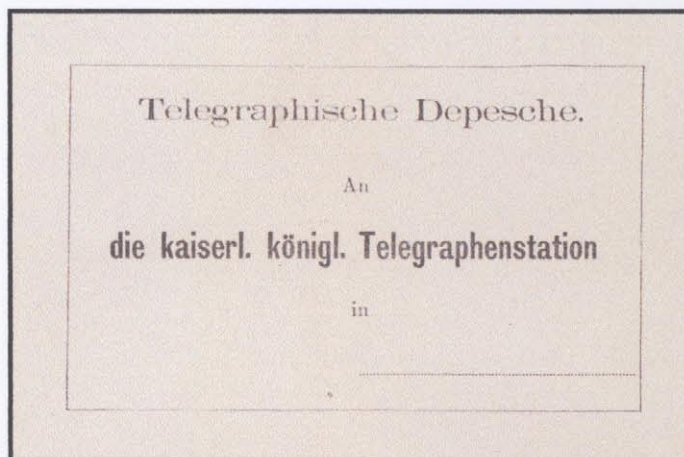 Telegraphische Depesche.
An
die kaiserl. königl. Telegraphenstation
in